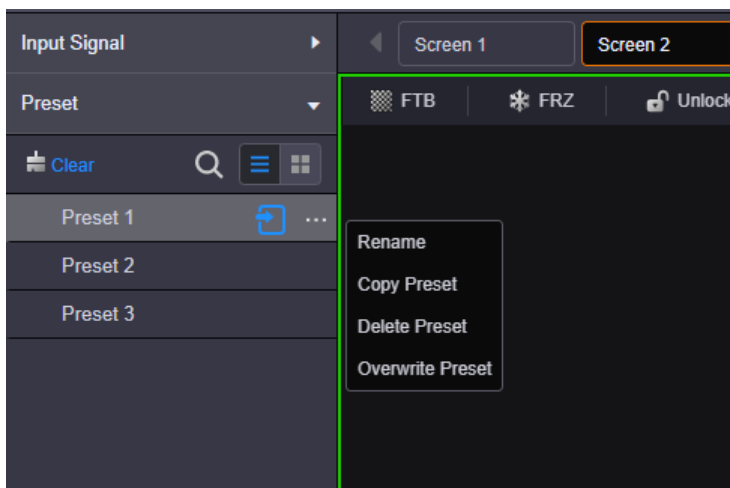 Input Signal
Screen 1
Screen 2
Preset
FTB
FRZ
Unlock
Clear
Preset 1
Preset 2
Preset 3
Rename
Copy Preset
Delete Preset
Overwrite Preset